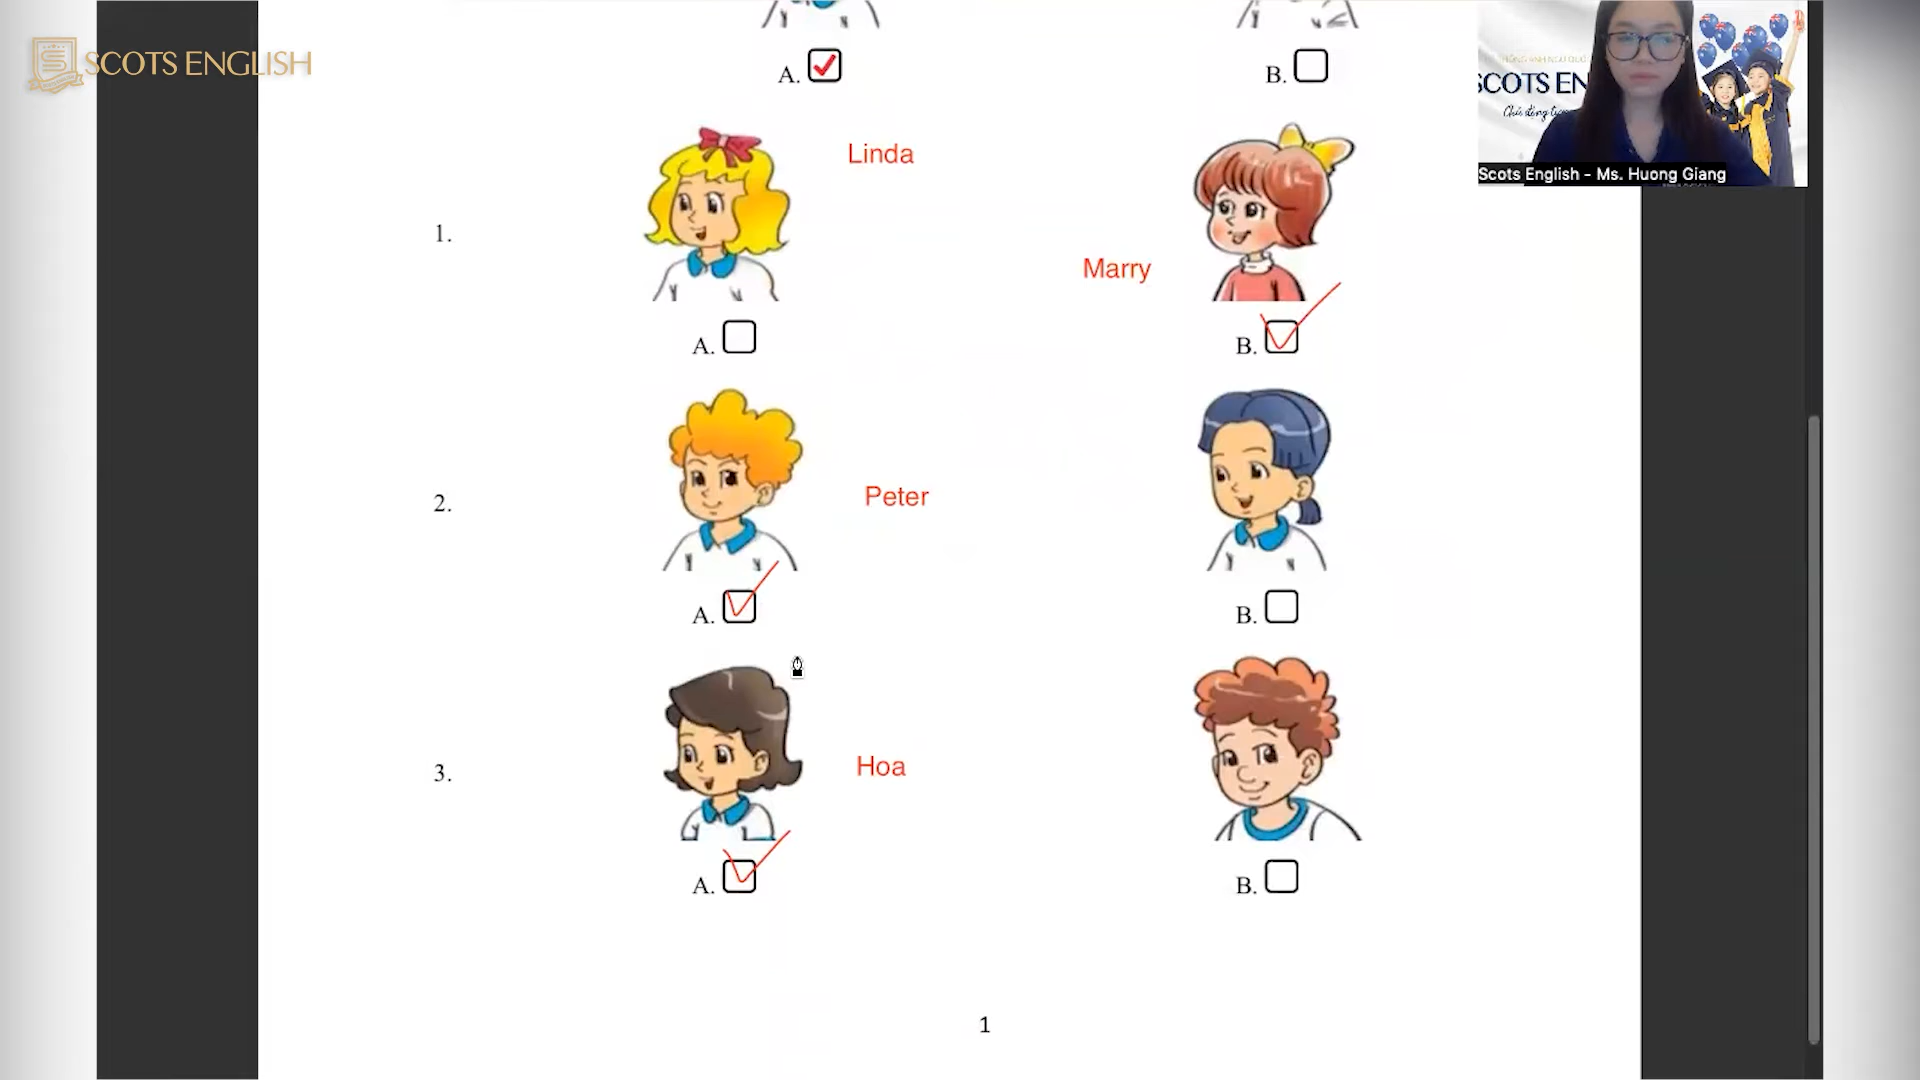 SCOTS ENGLISH
A.
B.
SCOTS EN
Scots English - Ms. Huong Giang
Linda
1.
Marry
A.
B.
2.
Peter
A.
B.
3.
Hoa
A.
B.
1